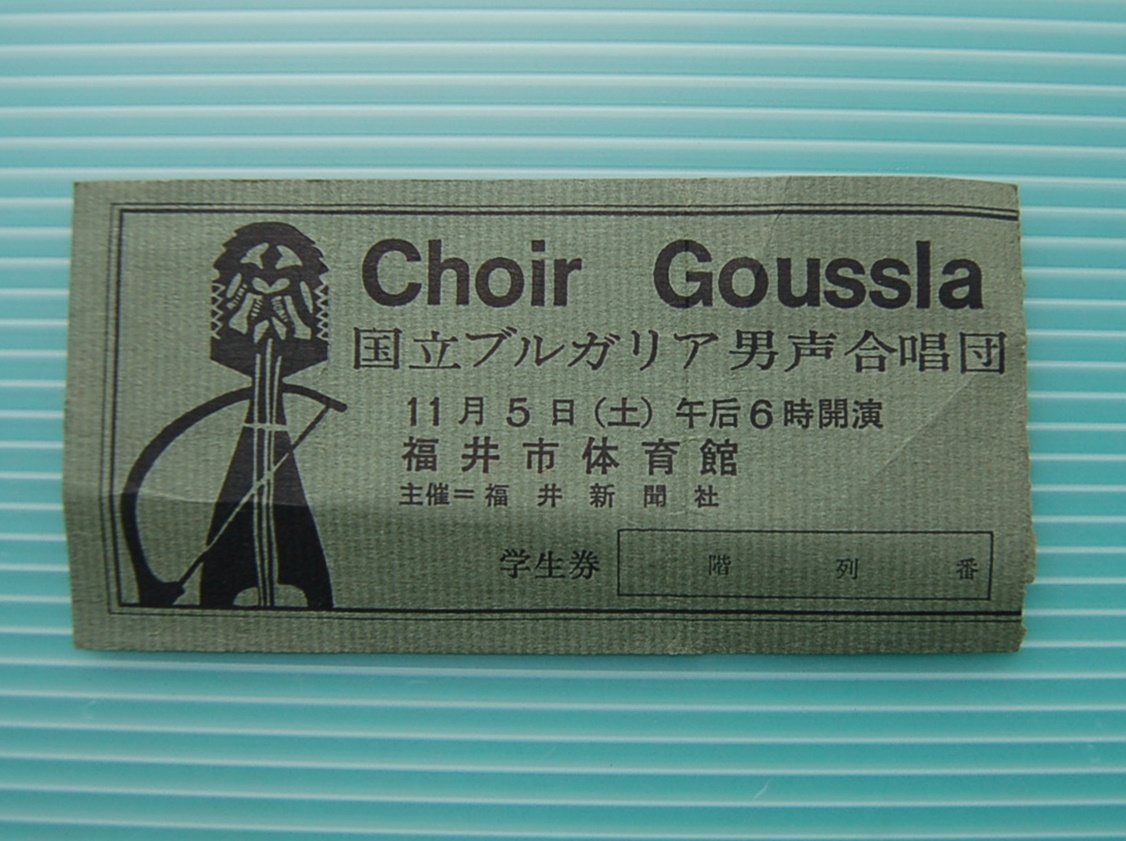 Choir Goussla
国立ブルガリア男声合唱団
11月5日(土)午后6時開演
福井市体育館
主催=福井新聞社
学生券 階 列 番